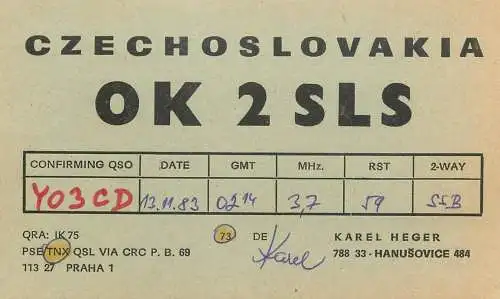 CZECHOSLOVAKIA
OK 2 SLS
CONFIRMING QSO DATE GMT MHz. RST 2-WAY
YO3CD 13.11.83 0214 3,7 59 SSB
QRA: IK 75 73 DE Karel KAREL HEGER
PSE/TNX QSL VIA CRC P. B. 69 788 33 - HANUŠOVICE 484
113 27 PRAHA 1